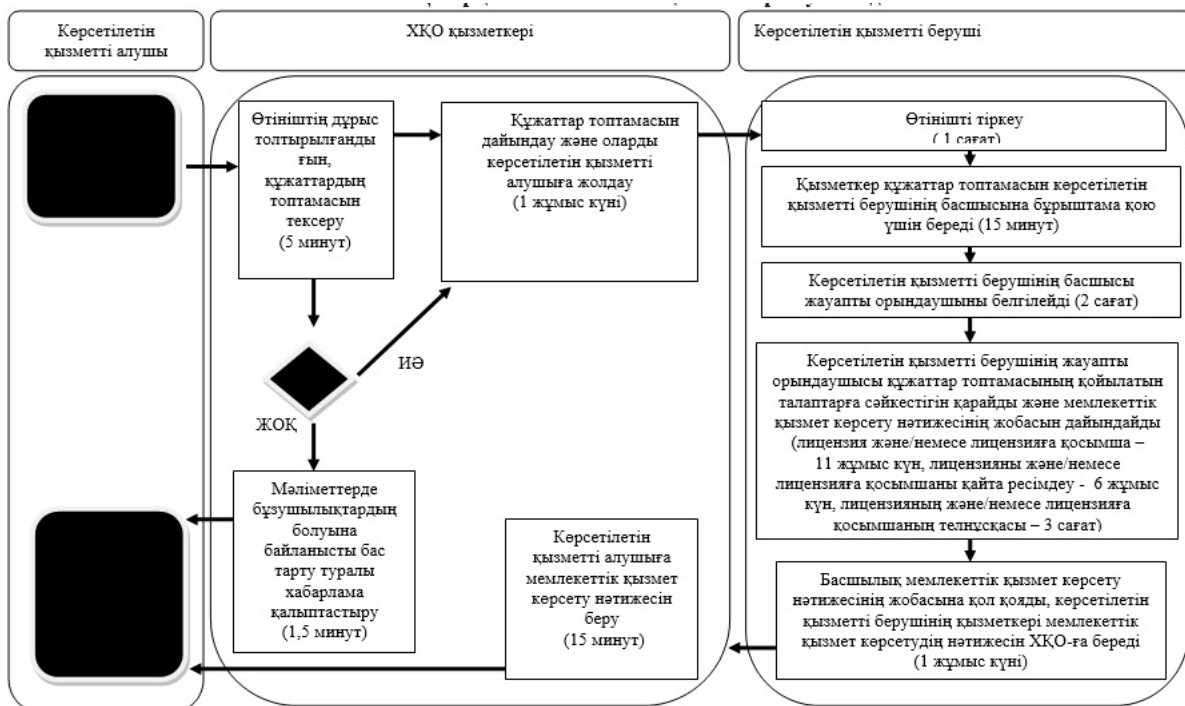 Көрсетілетін
қызметті алушы
ХҚО қызметкері
Көрсетілетін қызметті беруші
Өтініштің дұрыс
толтырылғанды
ғын,
құжаттардың
топтамасын
тексеру
(5 минут)
Құжаттар топтамасын
дайындау және оларды
көрсетілетін қызметті
алушыға жолдау
(1 жұмыс күні)
ИӘ
ЖОҚ
Мәліметтерде
бұзушылықтардың
болуына
байланысты бас
тарту туралы
хабарлама
қалыптастыру
(1,5 минут)
Көрсетілетін
қызметті алушыға
мемлекеттік қызмет
көрсету нәтижесін
беру
(15 минут)
Өтінішті тіркеу
( 1 сағат)
Қызметкер құжаттар топтамасын көрсетілетін
қызметті берушінің басшысына бұрыштама қою
үшін береді (15 минут)
Көрсетілетін қызметті берушінің басшысы
жауапты орындаушыны белгілейді (2 сағат)
Көрсетілетін қызметті берушінің жауапты
орындаушысы құжаттар топтамасының қойылатын
талаптарға сәйкестігін қарайды және мемлекеттік
қызмет көрсету нәтижесінің жобасын дайындайды
(лицензия және/немесе лицензияға қосымша –
11 жұмыс күн, лицензияны және/немесе
лицензияға қосымшаны қайта ресімдеу - 6 жұмыс
күн, лицензияның және/немесе лицензияға
қосымшаның телнұсқасы – 3 сағат)
Басшылық мемлекеттік қызмет көрсету
нәтижесінің жобасына қол қояды, көрсетілетін
қызметті берушінің қызметкері мемлекеттік
қызмет көрсетудің нәтижесін ХҚО-ға береді
(1 жұмыс күні)